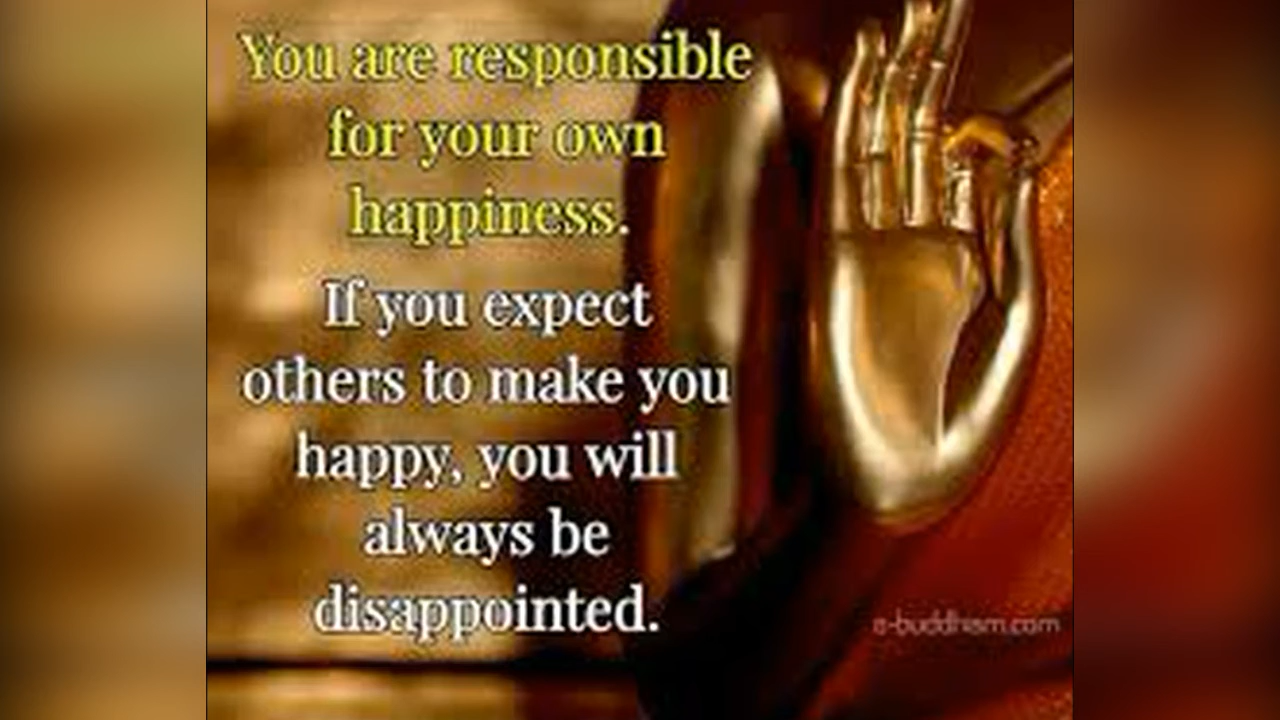 You are responsible
for your own
happiness.
If you expect
others to make you
happy, you will
always be
disappointed.
e-buddhism.com